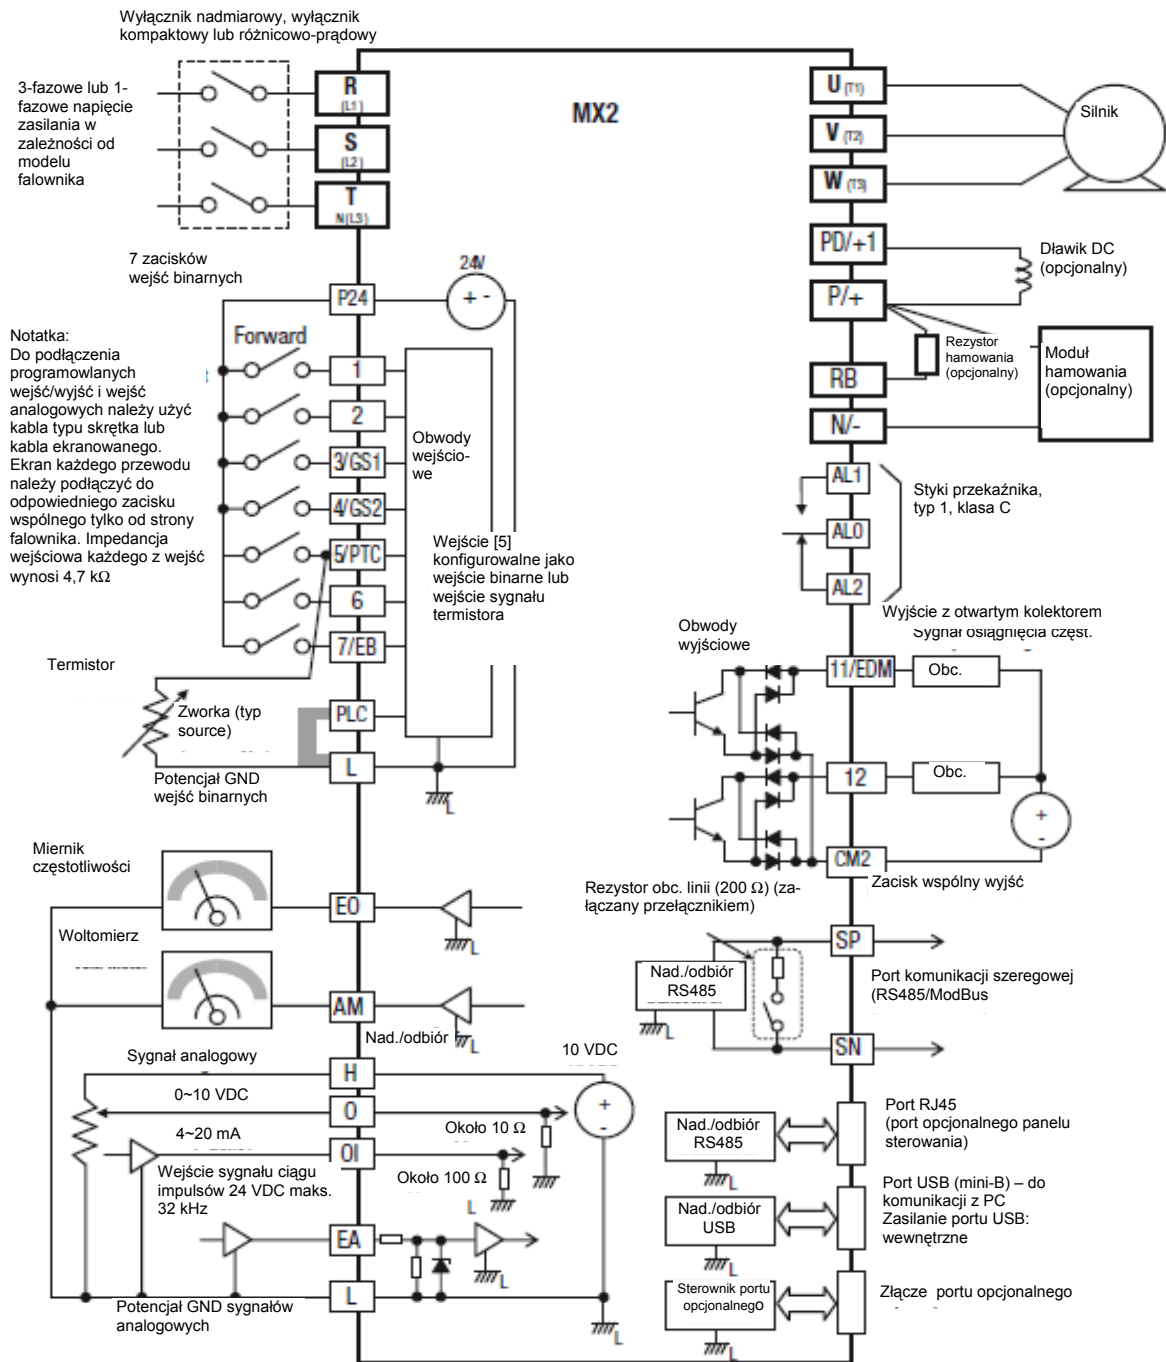 Wyłącznik nadmiarowy, wyłącznik
kompaktowy lub różnicowo-prądowy
3-fazowe lub 1-
fazowe napięcie
zasilania w
zależności od
modelu
falownika
R
(L1)
S
(L2)
T
N(L3)
MX2
U (T1)
V (T2)
W (T3)
Silnik
PD/+1
P/+
Dławik DC
(opcjonalny)
Rezystor
hamowania
(opcjonalny)
Moduł
hamowania
(opcjonalny)
RB
N/-
7 zacisków
wejść binarnych
24V
+ -
P24
Notatka:
Do podłączenia
programowlanych
wejść/wyjść i wejść
analogowych należy użyć
kabla typu skrętka lub
kabla ekranowanego.
Ekran każdego przewodu
należy podłączyć do
odpowiedniego zacisku
wspólnego tylko od strony
falownika. Impedancja
wejściowa każdego z wejść
wynosi 4,7 kΩ
Forward
1
2
3/GS1
4/GS2
5/PTC
6
7/EB
PLC
L
Obwody
wejścio-
we
Wejście [5]
konfigurowalne jako
wejście binarne lub
wejście sygnału
termistora
AL1
AL0
AL2
Styki przekaźnika,
typ 1, klasa C
Wyjście z otwartym kolektorem
Sygnał osiągnięcia częst.
Obwody
wyjściowe
11/EDM
Obc.
12
Obc.
+
-
CM2
Zacisk wspólny wyjść
Termistor
Zworka (typ
source)
Potencjał GND
wejść binarnych
L
Miernik
częstotliwości
EO
L
Woltomierz
AM
Nad./odbiór
L
Rezystor obc. linii (200 Ω) (za-
łączany przełącznikiem)
SP
Nad./odbiór
RS485
L
Port komunikacji szeregowej
(RS485/ModBus
SN
Sygnał analogowy
H
10 VDC
0~10 VDC
O
Około 10 Ω
+
-
4~20 mA
OI
Około 100 Ω
Wejście sygnału ciągu
impulsów 24 VDC maks.
32 kHz
L
EA
L
L
Potencjał GND sygnałów
analogowych
L
Nad./odbiór
RS485
L
Port RJ45
(port opcjonalnego panelu
sterowania)
Nad./odbiór
USB
L
Port USB (mini-B) – do
komunikacji z PC
Zasilanie portu USB:
wewnętrzne
Sterownik portu
opcjonalnego
L
Złącze portu opcjonalnego